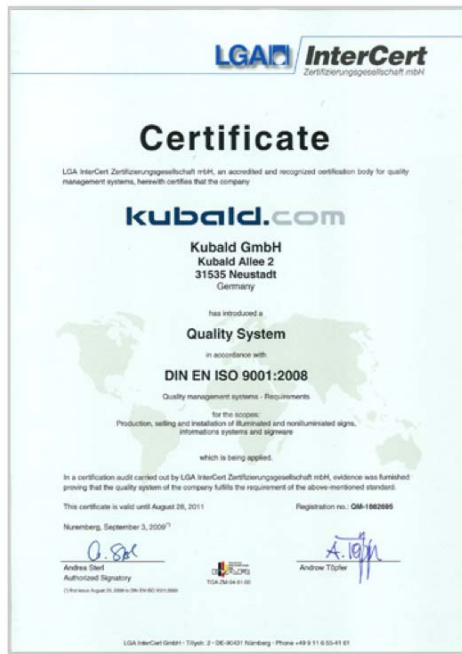 LGA InterCert
Zertifizierungsgesellschaft mbH
Certificate
LGA InterCert Zertifizierungsgesellschaft mbH, an accredited and recognized certification body for quality
management systems, herewith certifies that the company
kubald.com
Kubald GmbH
Kubald Allee 2
31535 Neustadt
Germany
has introduced a
Quality System
in accordance with
DIN EN ISO 9001:2008
Quality management systems - Requirements
for the scopes:
Production, selling and installation of illuminated and nonilluminated signs,
informations systems and signware
which is being applied.
In a certification audit carried out by LGA InterCert Zertifizierungsgesellschaft mbH, evidence was furnished
proving that the quality system of the company fulfills the requirement of the above-mentioned standard.
This certificate is valid until August 28, 2011 Registration no.: QM-1882695
Nuremberg, September 3, 2009
Andrea Sterl
Authorized Signatory
Androw Töpfer
TGA-ZM-04-91-00
LGA InterCert GmbH - Tillystr. 2 - DE-90431 Nürnberg - Phone +49 9 11 6 55-41 61